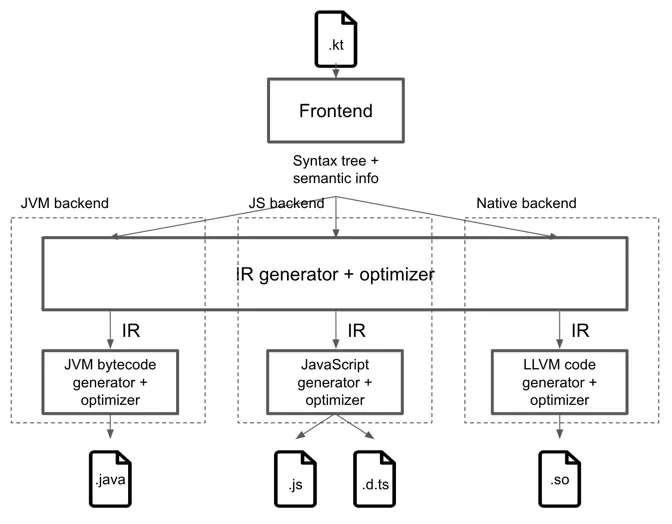 .kt
Frontend
Syntax tree +
semantic info
JVM backend
JS backend
Native backend
IR generator + optimizer
IR
IR
IR
JVM bytecode
generator +
optimizer
JavaScript
generator +
optimizer
LLVM code
generator +
optimizer
.java
.js
.d.ts
.so